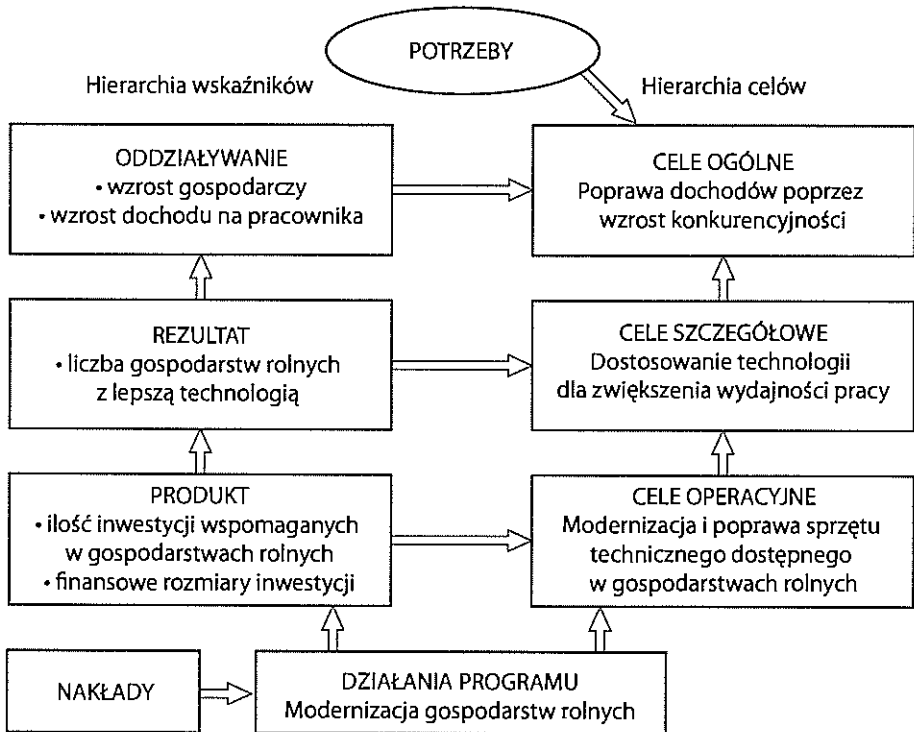 POTRZEBY
Hierarchia wskaźników
Hierarchia celów
ODDZIAŁYWANIE
• wzrost gospodarczy
• wzrost dochodu na pracownika
CELE OGÓLNE
Poprawa dochodów poprzez
wzrost konkurencyjności
REZULTAT
• liczba gospodarstw rolnych
z lepszą technologią
CELE SZCZEGÓŁOWE
Dostosowanie technologii
dla zwiększenia wydajności pracy
PRODUKT
• ilość inwestycji wspomaganych
w gospodarstwach rolnych
• finansowe rozmiary inwestycji
CELE OPERACYJNE
Modernizacja i poprawa sprzętu
technicznego dostępnego
w gospodarstwach rolnych
NAKŁADY
DZIAŁANIA PROGRAMU
Modernizacja gospodarstw rolnych